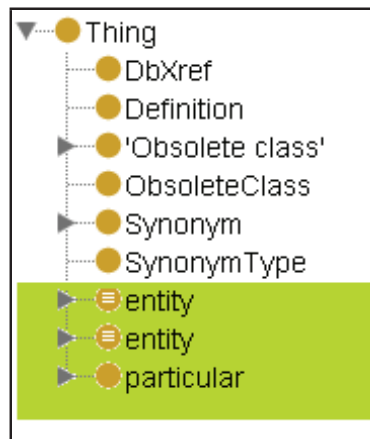 Thing
DbXref
Definition
'Obsolete class'
ObsoleteClass
Synonym
SynonymType
entity
entity
particular